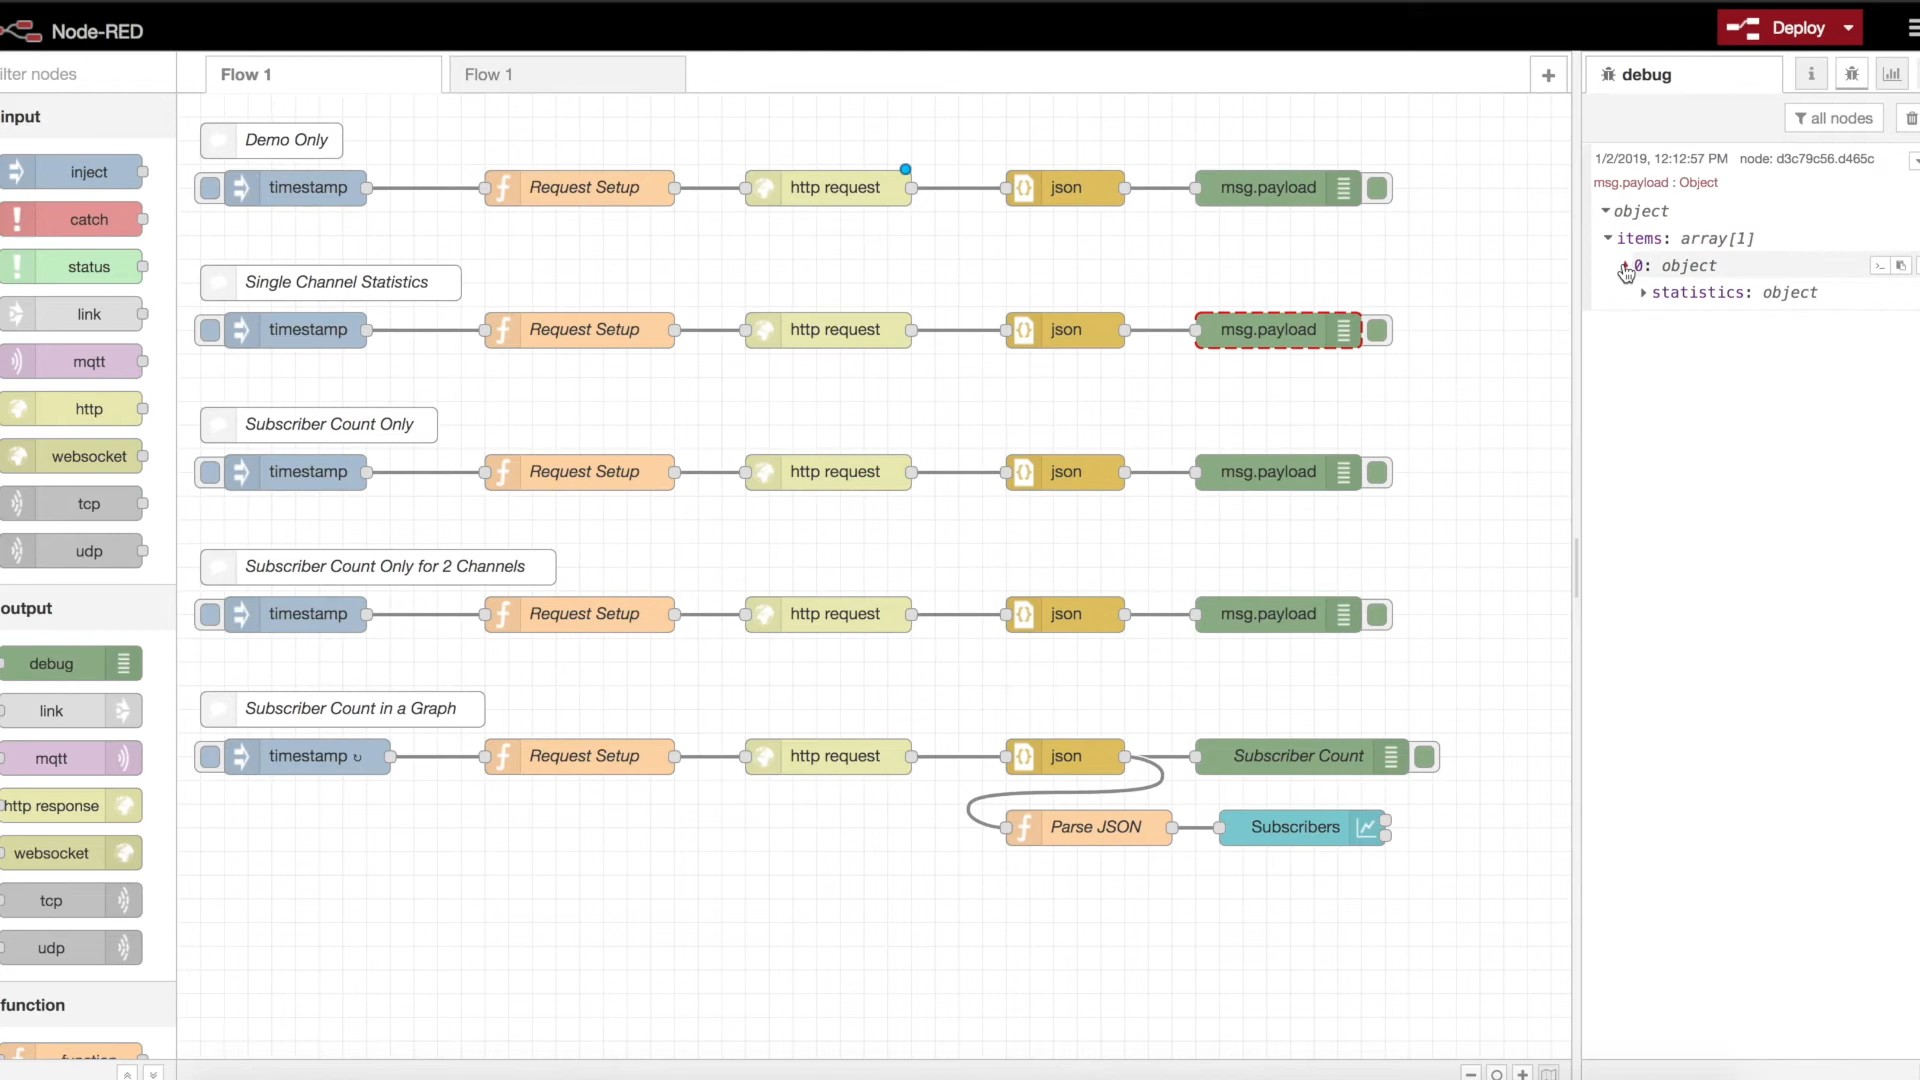 Node-RED
Deploy
ilter nodes
Flow 1
Flow 1
debug
all nodes
input
inject
catch
status
link
mqtt
http
websocket
tcp
udp
output
debug
link
mqtt
http response
websocket
tcp
udp
function
function
Demo Only
timestamp
Request Setup
http request
json
msg.payload
Single Channel Statistics
timestamp
Request Setup
http request
json
msg.payload
Subscriber Count Only
timestamp
Request Setup
http request
json
msg.payload
Subscriber Count Only for 2 Channels
timestamp
Request Setup
http request
json
msg.payload
Subscriber Count in a Graph
timestamp ↻
Request Setup
http request
json
Subscriber Count
Parse JSON
Subscribers
1/2/2019, 12:12:57 PM node: d3c79c56.d465c
msg.payload : Object
object
items: array[1]
0: object
statistics: object